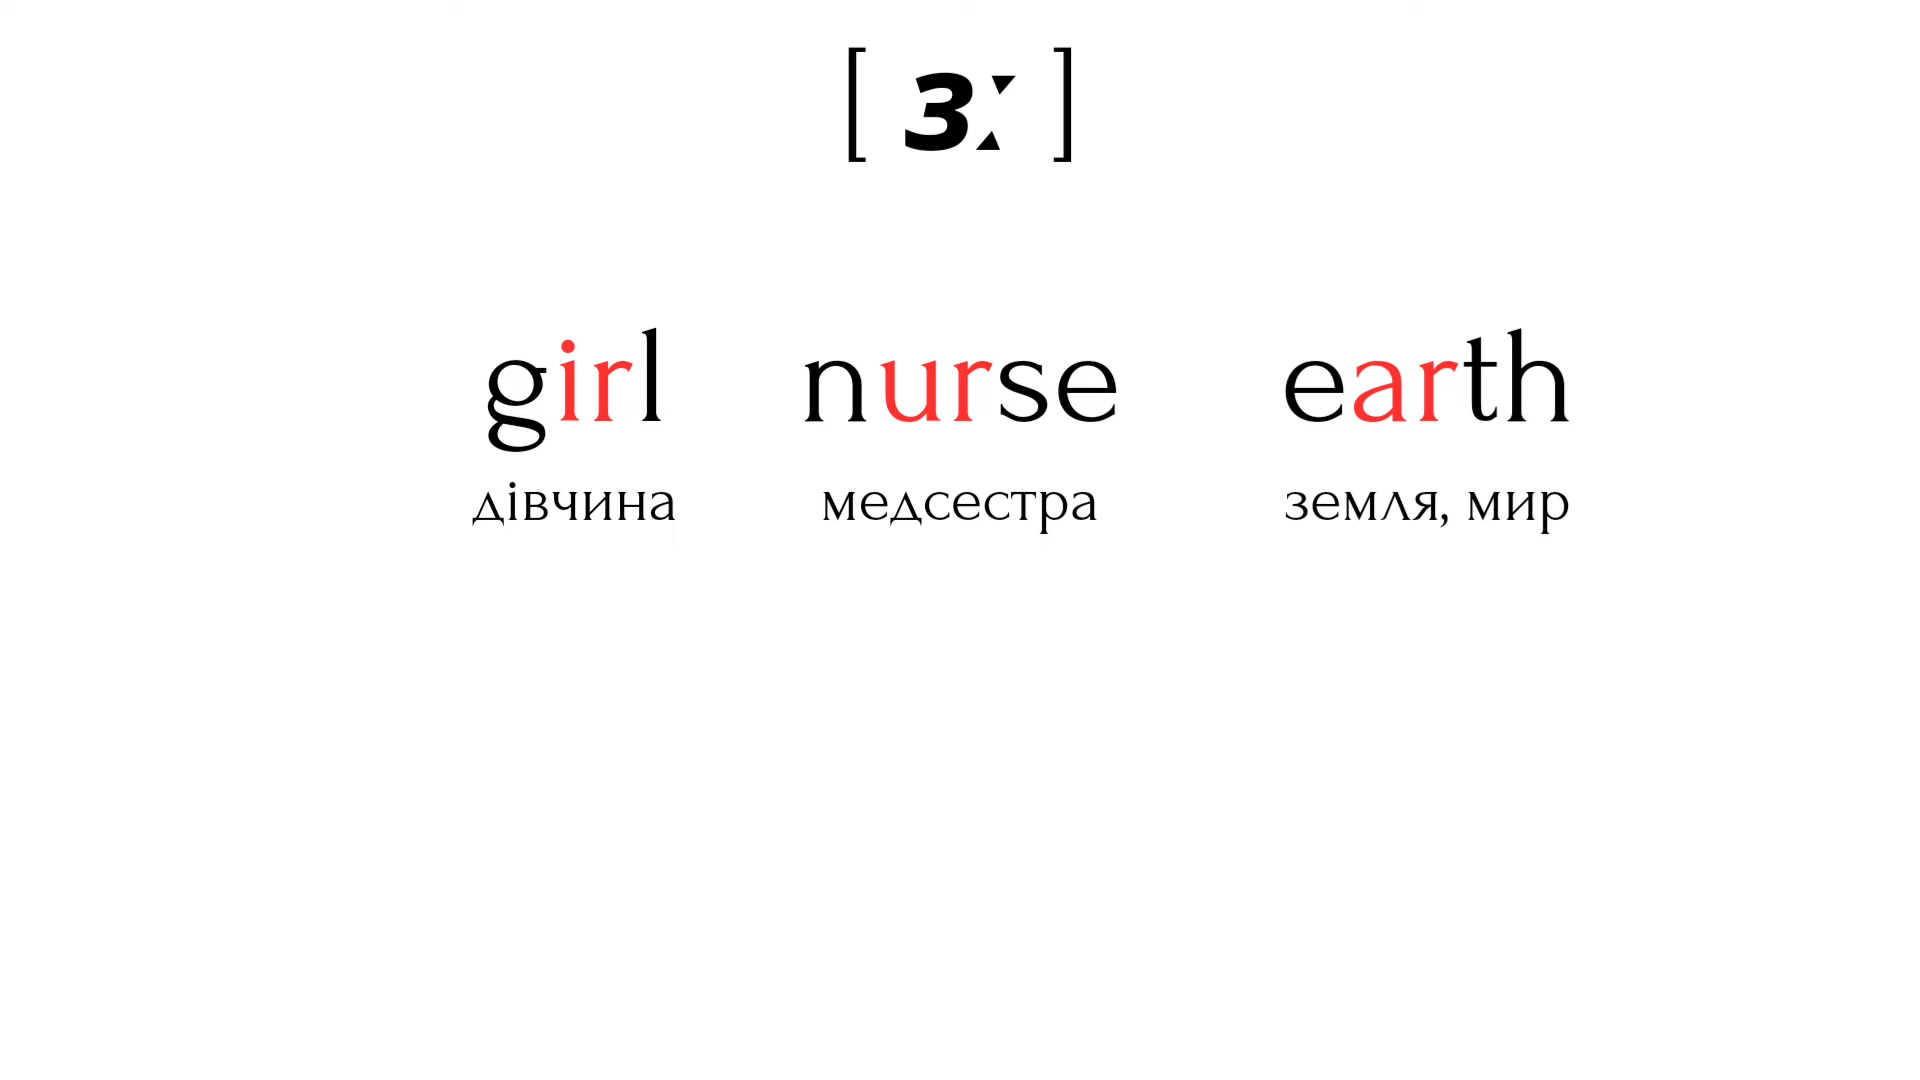 [ ɜː ]
girl nurse earth
дівчина медсестра земля, мир